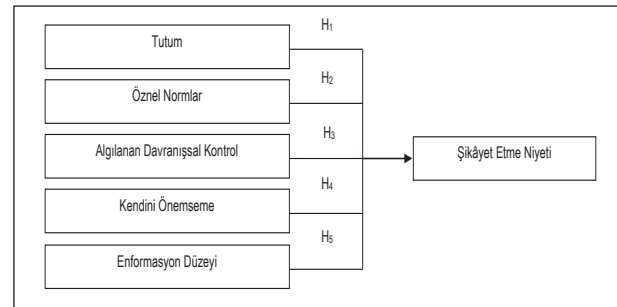 H₁
Tutum
H₂
Öznel Normlar
H₃
Algılanan Davranışsal Kontrol
Şikâyet Etme Niyeti
H₄
Kendini Önemseme
H₅
Enformasyon Düzeyi